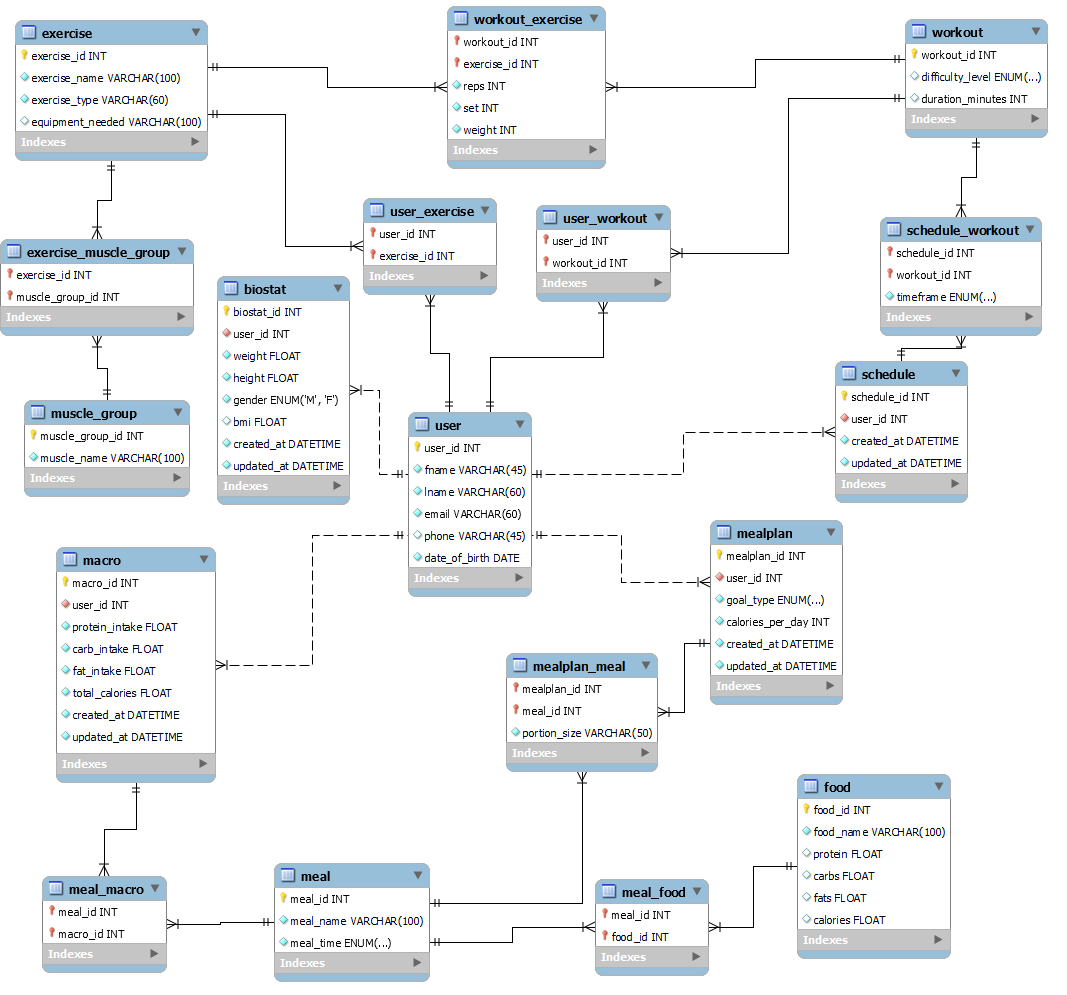 exercise
exercise_id INT
exercise_name VARCHAR(100)
exercise_type VARCHAR(60)
equipment_needed VARCHAR(100)
Indexes
workout_exercise
workout_id INT
exercise_id INT
reps INT
set INT
weight INT
Indexes
workout
workout_id INT
difficulty_level ENUM(...)
duration_minutes INT
Indexes
exercise_muscle_group
exercise_id INT
muscle_group_id INT
Indexes
user_exercise
user_id INT
exercise_id INT
Indexes
user_workout
user_id INT
workout_id INT
Indexes
schedule_workout
schedule_id INT
workout_id INT
timeframe ENUM(...)
Indexes
biostat
biostat_id INT
user_id INT
weight FLOAT
height FLOAT
gender ENUM('M', 'F')
bmi FLOAT
created_at DATETIME
updated_at DATETIME
Indexes
muscle_group
muscle_group_id INT
muscle_name VARCHAR(100)
Indexes
user
user_id INT
fname VARCHAR(45)
lname VARCHAR(60)
email VARCHAR(60)
phone VARCHAR(45)
date_of_birth DATE
Indexes
schedule
schedule_id INT
user_id INT
created_at DATETIME
updated_at DATETIME
Indexes
macro
macro_id INT
user_id INT
protein_intake FLOAT
carb_intake FLOAT
fat_intake FLOAT
total_calories FLOAT
created_at DATETIME
updated_at DATETIME
Indexes
mealplan
mealplan_id INT
user_id INT
goal_type ENUM(...)
calories_per_day INT
created_at DATETIME
updated_at DATETIME
Indexes
mealplan_meal
mealplan_id INT
meal_id INT
portion_size VARCHAR(50)
Indexes
food
food_id INT
food_name VARCHAR(100)
protein FLOAT
carbs FLOAT
fats FLOAT
calories FLOAT
Indexes
meal_macro
meal_id INT
macro_id INT
Indexes
meal
meal_id INT
meal_name VARCHAR(100)
meal_time ENUM(...)
Indexes
meal_food
meal_id INT
food_id INT
Indexes